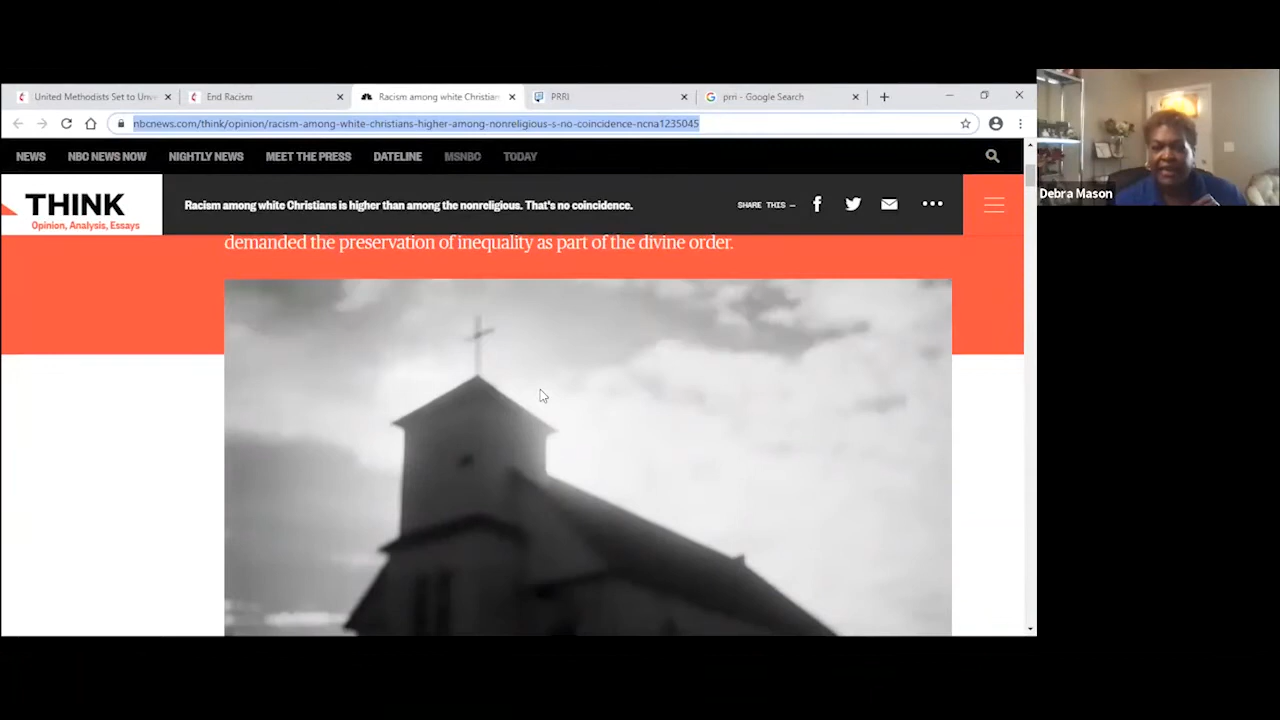 United Methodists Set to Unve
End Racism
Racism among white Christian
PRRI
prri - Google Search
nbcnews.com/think/opinion/racism-among-white-christians-higher-among-nonreligious-s-no-coincidence-ncna1235045
NEWS NBC NEWS NOW NIGHTLY NEWS MEET THE PRESS DATELINE MSNBC TODAY
THINK
Opinion, Analysis, Essays
Racism among white Christians is higher than among the nonreligious. That's no coincidence.
SHARE THIS —
demanded the preservation of inequality as part of the divine order.
Debra Mason